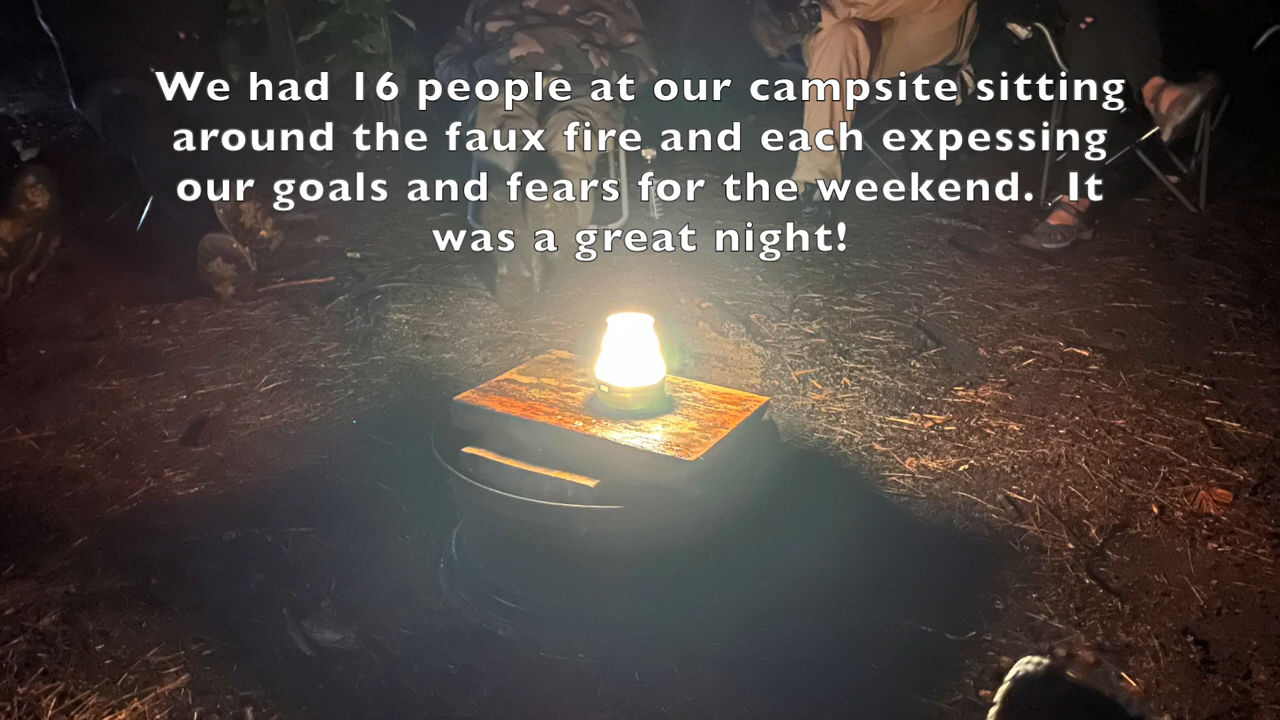 We had 16 people at our campsite sitting
around the faux fire and each expessing
our goals and fears for the weekend.  It
was a great night!